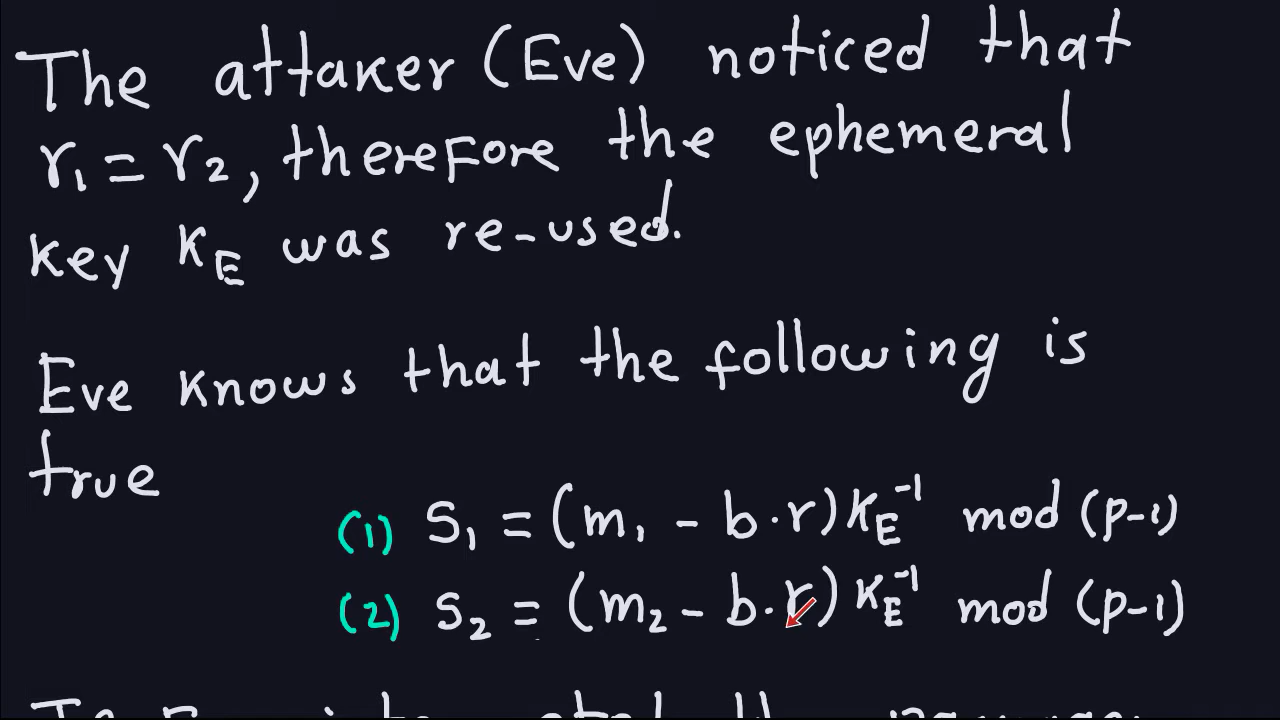 The attaker (Eve) noticed that
r₁ = r₂, therefore the ephemeral
key K_E was re-used.
Eve knows that the following is
true
(1) S₁ = (m₁ - b·r) K_E⁻¹ mod (p-1)
(2) S₂ = (m₂ - b·r) K_E⁻¹ mod (p-1)